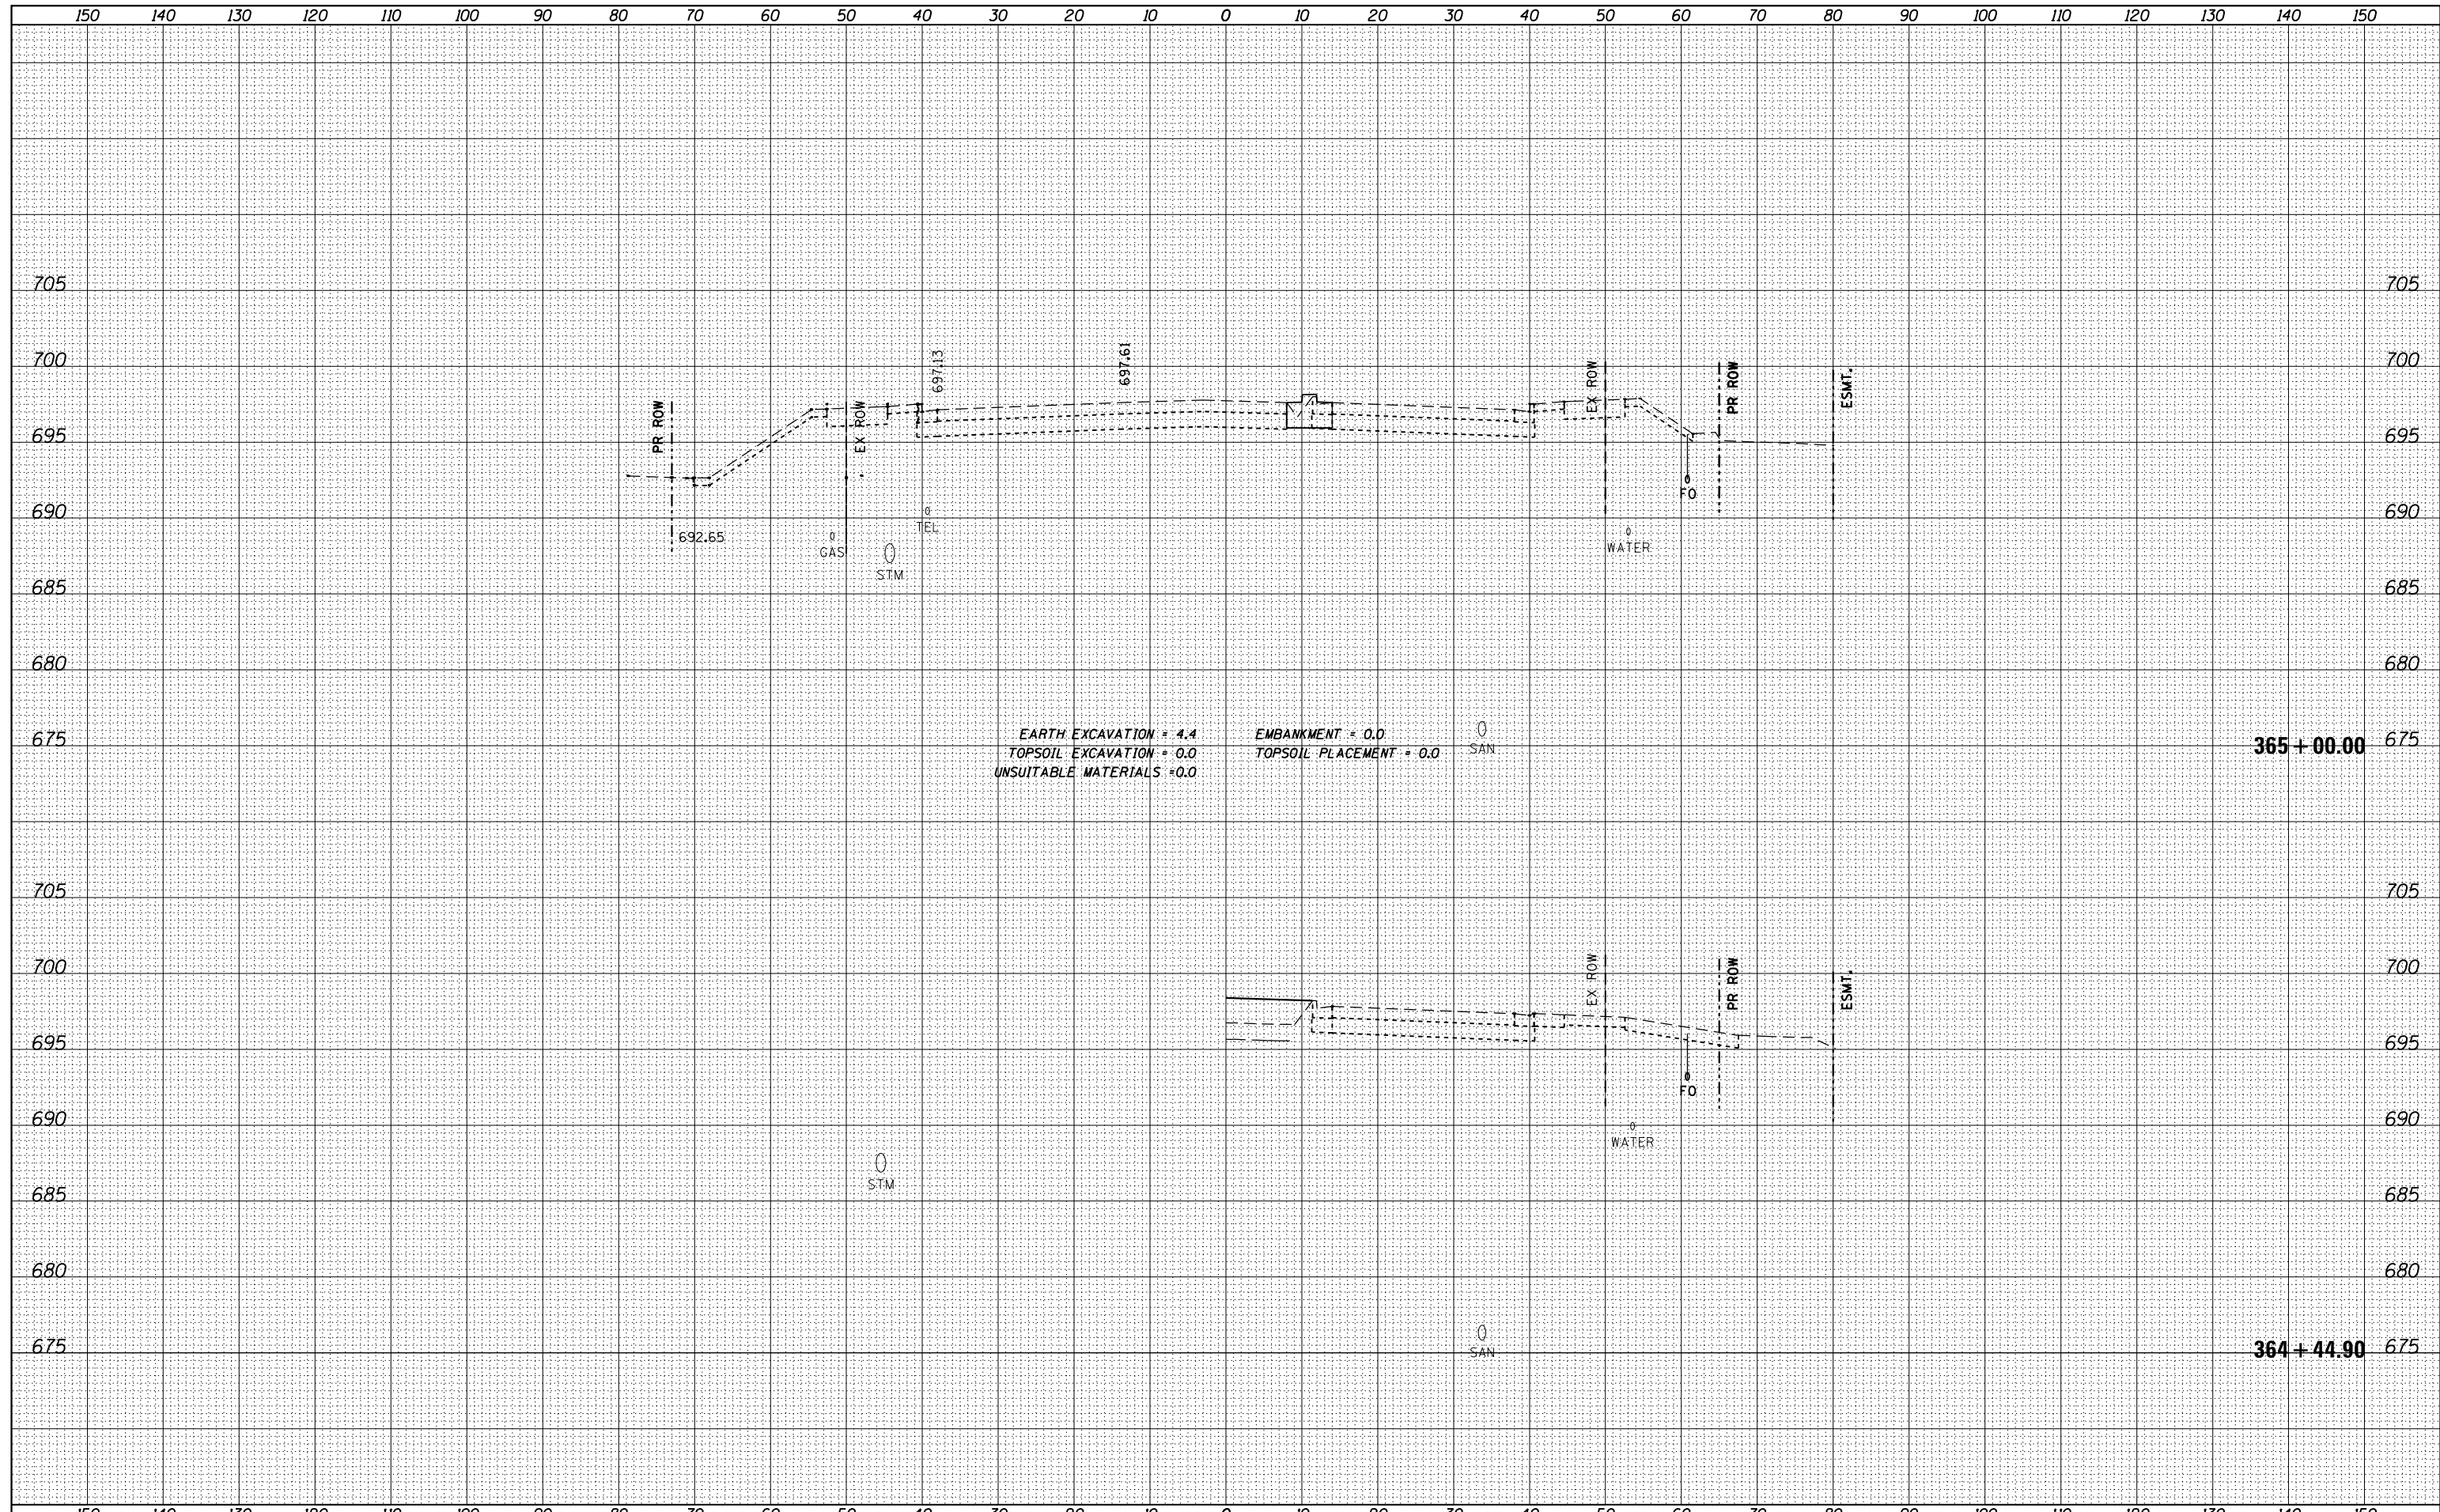 150 140 130 120 110 100 90 80 70 60 50 40 30 20 10 0 10 20 30 40 50 60 70 80 90 100 110 120 130 140 150
705 705
700 697.13 697.61 EX ROW 700
PR ROW EX ROW PR ROW ESMT.
695 695
FO
690 TEL 690
692.65 GAS WATER
STM
685 685
680 680
EARTH EXCAVATION = 4.4 EMBANKMENT = 0.0
675 TOPSOIL EXCAVATION = 0.0 TOPSOIL PLACEMENT = 0.0 SAN 365+00.00 675
UNSUITABLE MATERIALS =0.0
705 705
700 EX ROW PR ROW ESMT. 700
695 695
FO
690 690
WATER
STM
685 685
680 680
675 SAN 364+44.90 675
150 140 130 120 110 100 90 80 70 60 50 40 30 20 10 0 10 20 30 40 50 60 70 80 90 100 110 120 130 140 150